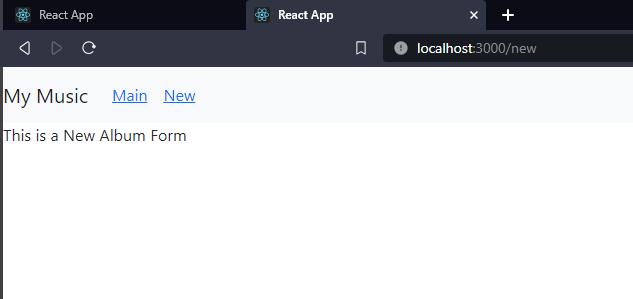 React App
React App
localhost:3000/new
My Music Main New
This is a New Album Form